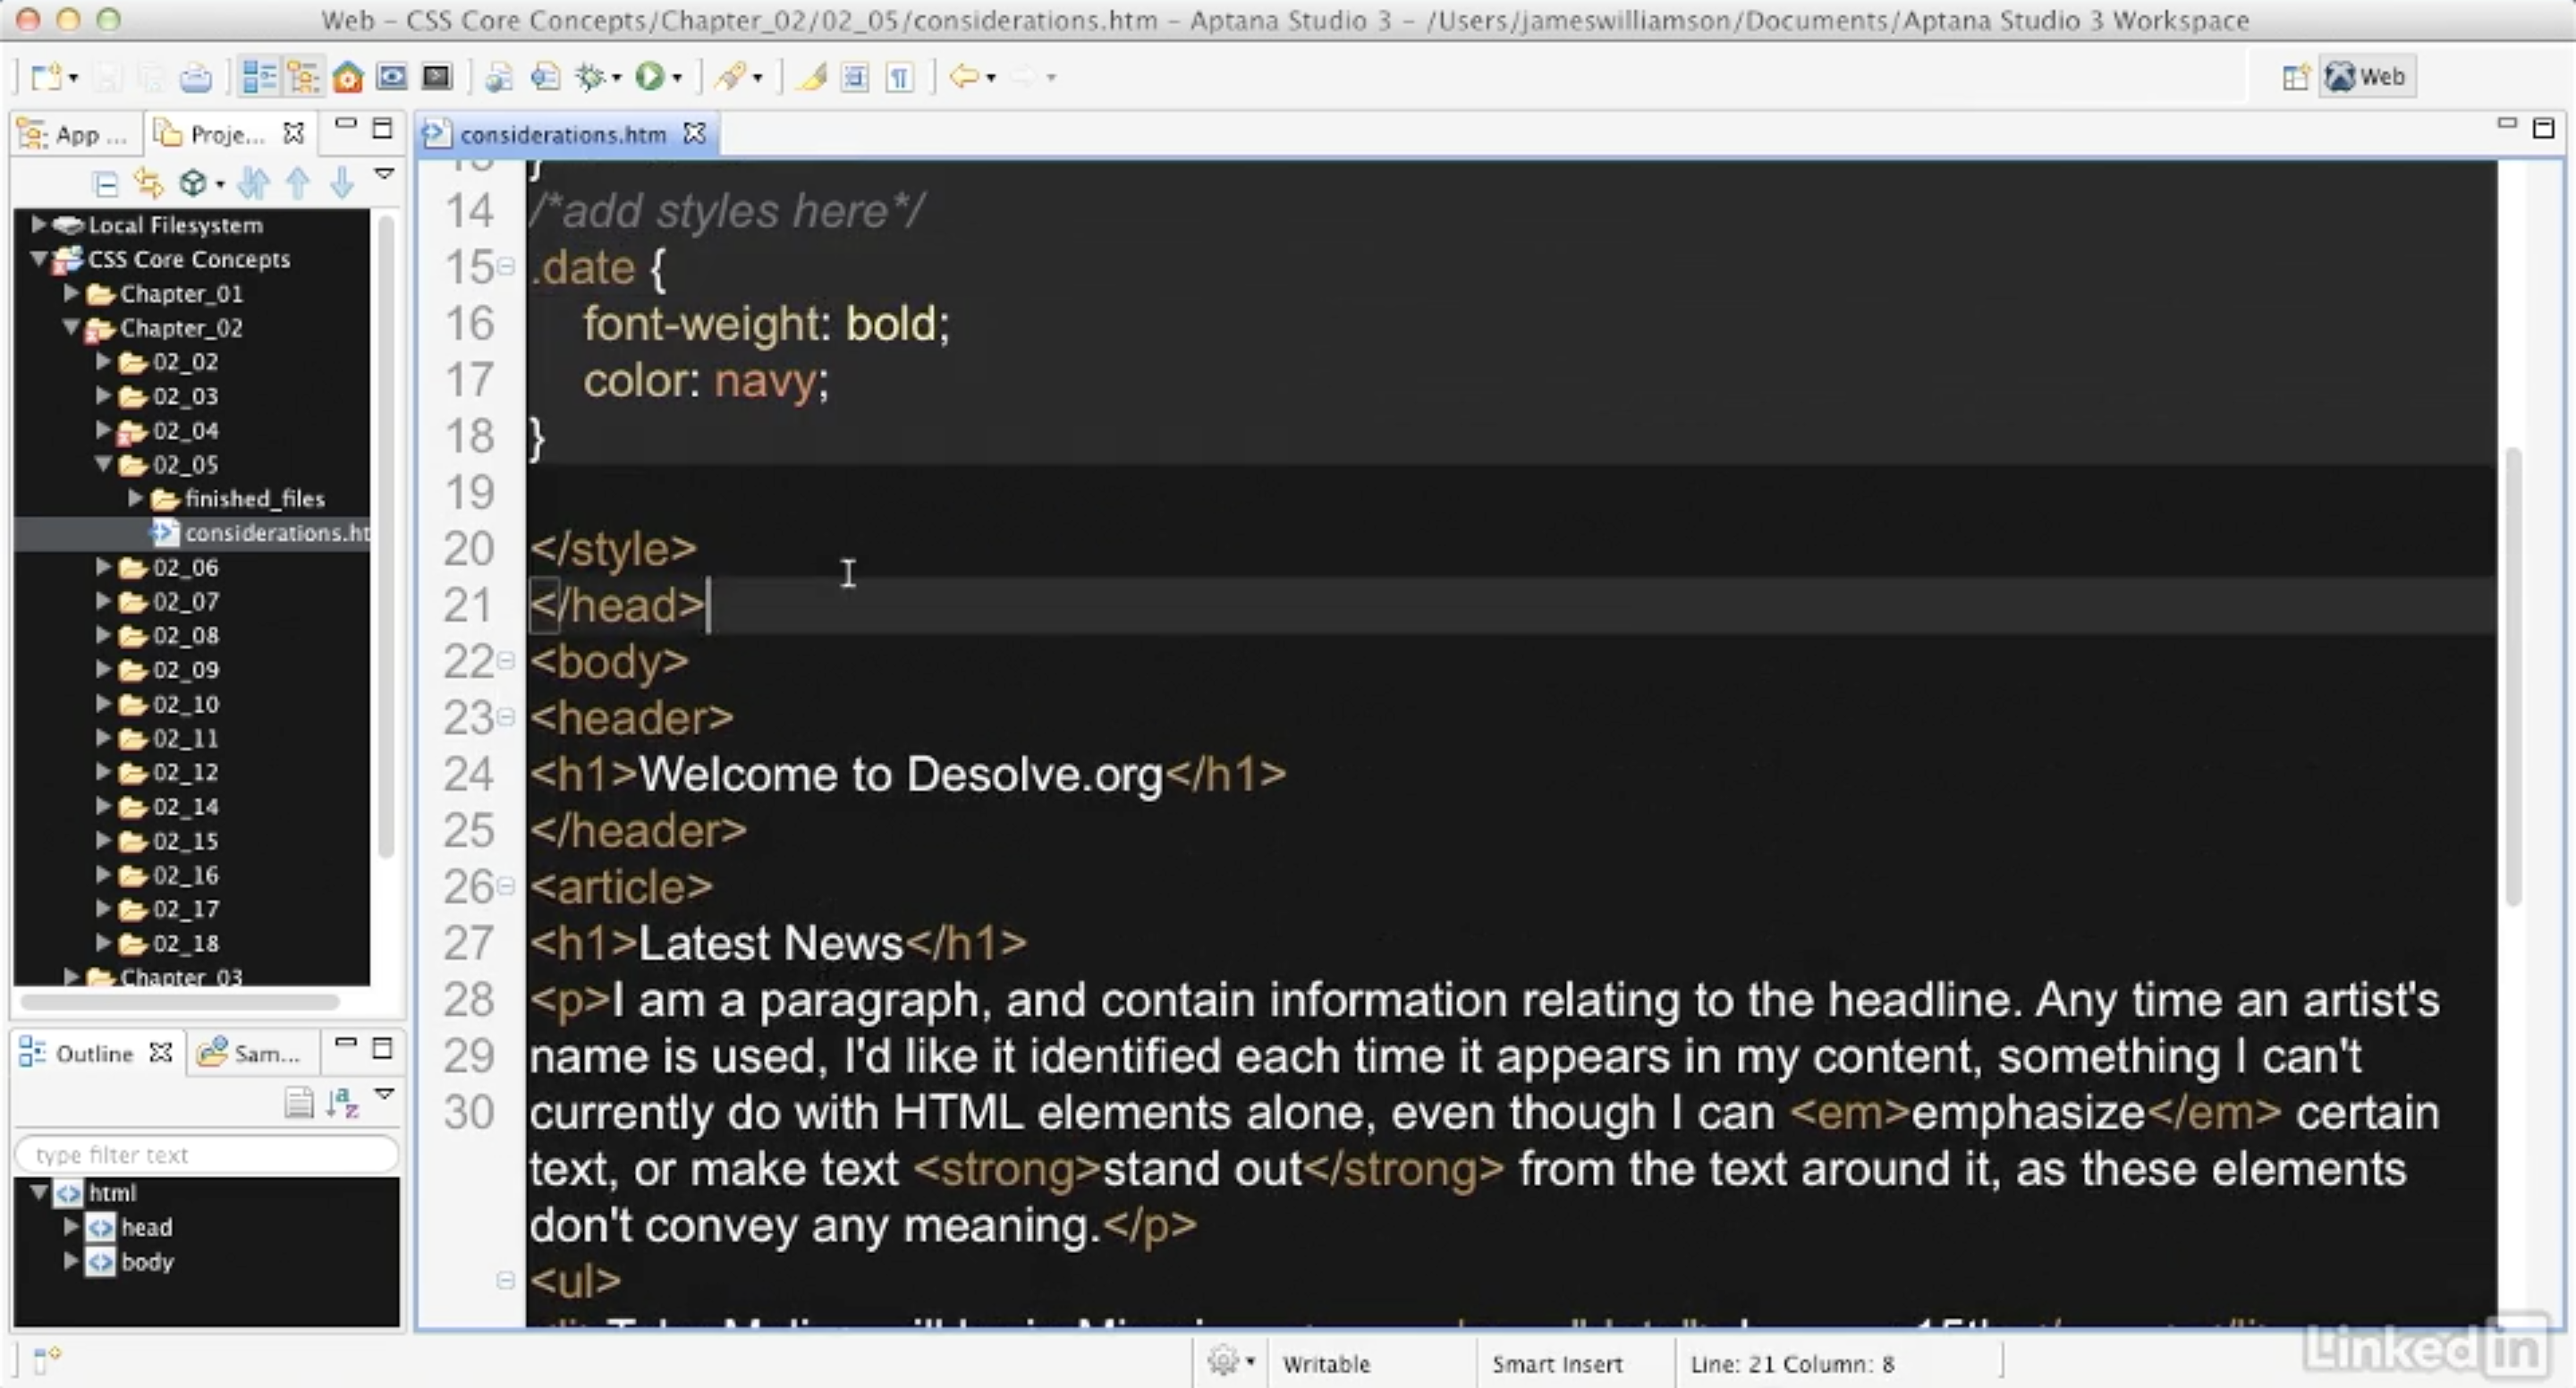 Web – CSS Core Concepts/Chapter_02/02_05/considerations.htm – Aptana Studio 3 – /Users/jameswilliamson/Documents/Aptana Studio 3 Workspace
Web
App ...
Proje...
considerations.htm
Local Filesystem
CSS Core Concepts
Chapter_01
Chapter_02
02_02
02_03
02_04
02_05
finished_files
considerations.ht
02_06
02_07
02_08
02_09
02_10
02_11
02_12
02_14
02_15
02_16
02_17
02_18
Chapter_03
Outline
Sam...
type filter text
html
head
body
14 /*add styles here*/
15 .date {
16 font-weight: bold;
17 color: navy;
18 }
19
20 </style>
21 </head>
22 <body>
23 <header>
24 <h1>Welcome to Desolve.org</h1>
25 </header>
26 <article>
27 <h1>Latest News</h1>
28 <p>I am a paragraph, and contain information relating to the headline. Any time an artist's
29 name is used, I'd like it identified each time it appears in my content, something I can't
30 currently do with HTML elements alone, even though I can <em>emphasize</em> certain
text, or make text <strong>stand out</strong> from the text around it, as these elements
don't convey any meaning.</p>
<ul>
Writable
Smart Insert
Line: 21 Column: 8
Linked in